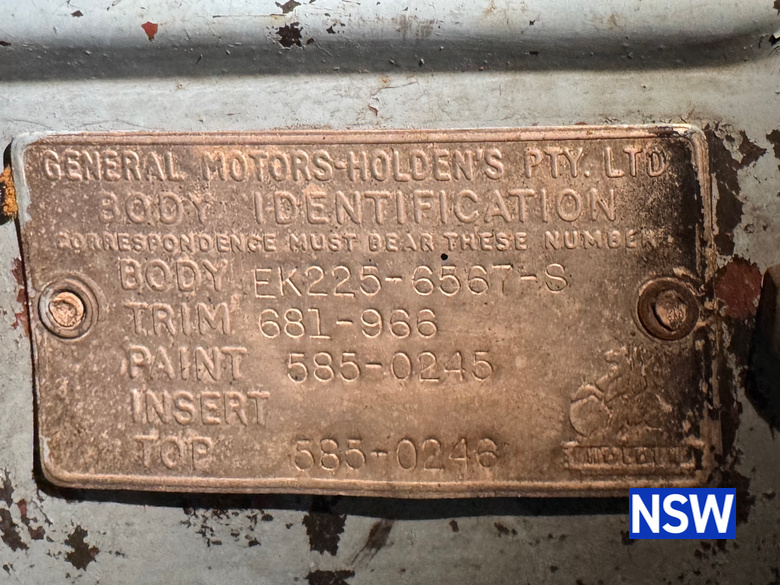 GENERAL MOTORS-HOLDEN'S PTY. LTD
BODY IDENTIFICATION
CORRESPONDENCE MUST BEAR THESE NUMBERS
BODY EK225-6567-S
TRIM 681-966
PAINT 585-0245
INSERT
TOP 585-0246
HOLDEN
NSW